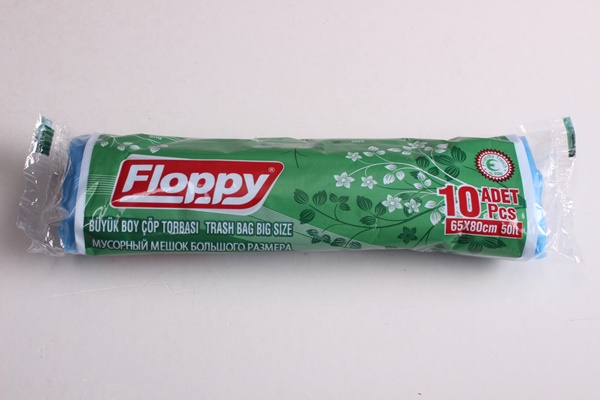 Floppy®
BÜYÜK BOY ÇÖP TORBASI TRASH BAG BIG SIZE
МУСОРНЫЙ МЕШОК БОЛЬШОГО РАЗМЕРА
10 ADET
Pcs
65X80cm 50lt